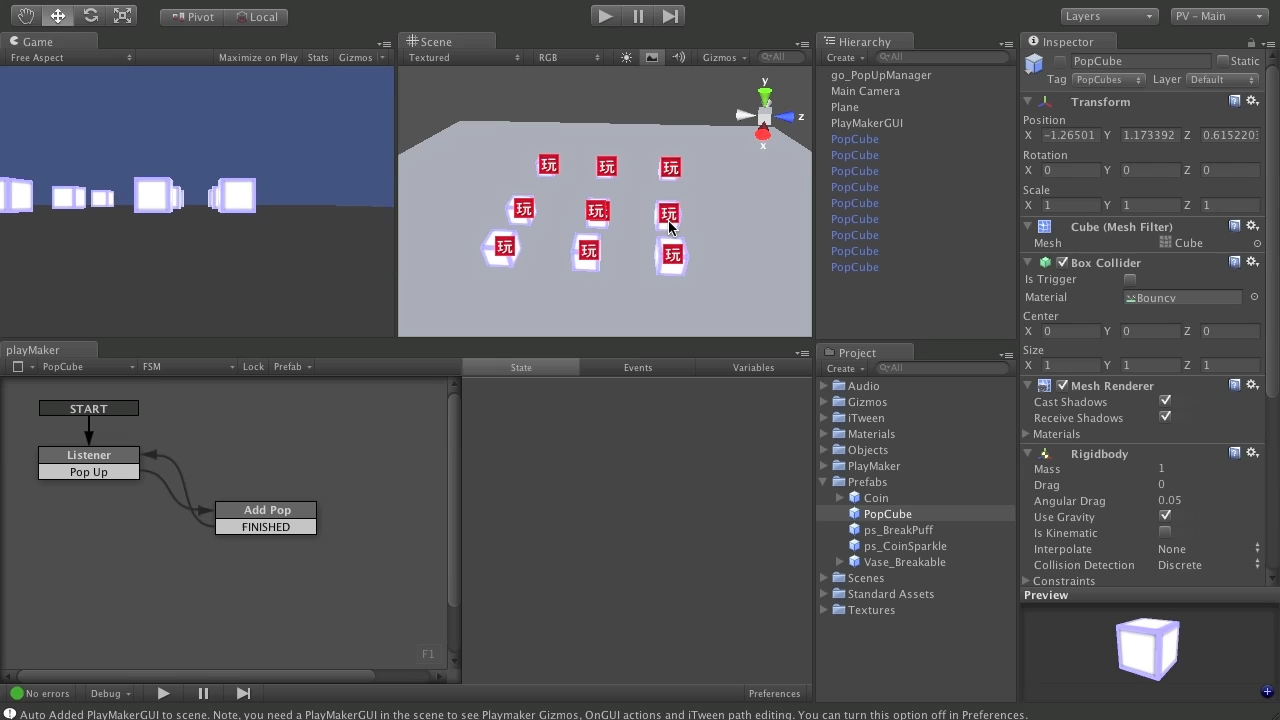 Pivot
Local
Layers
PV - Main
Game
Free Aspect
Maximize on Play
Stats
Gizmos
Scene
Textured
RGB
Gizmos
All
y
z
x
玩
玩
玩
玩
玩
玩
玩
玩
玩
Hierarchy
Create
All
go_PopUpManager
Main Camera
Plane
PlayMakerGUI
PopCube
PopCube
PopCube
PopCube
PopCube
PopCube
PopCube
PopCube
PopCube
Inspector
PopCube
Static
Tag PopCubes Layer Default
Transform
Position
X -1.26501 Y 1.173392 Z 0.615220
Rotation
X 0 Y 0 Z 0
Scale
X 1 Y 1 Z 1
Cube (Mesh Filter)
Mesh Cube
Box Collider
Is Trigger
Material Bouncy
Center
X 0 Y 0 Z 0
Size
X 1 Y 1 Z 1
Mesh Renderer
Cast Shadows
Receive Shadows
Materials
Rigidbody
Mass 1
Drag 0
Angular Drag 0.05
Use Gravity
Is Kinematic
Interpolate None
Collision Detection Discrete
Constraints
Preview
playMaker
PopCube
FSM
Lock
Prefab
State
Events
Variables
START
Listener
Pop Up
Add Pop
FINISHED
F1
Project
Create
All
Audio
Gizmos
iTween
Materials
Objects
PlayMaker
Prefabs
Coin
PopCube
ps_BreakPuff
ps_CoinSparkle
Vase_Breakable
Scenes
Standard Assets
Textures
No errors
Debug
Preferences
Auto Added PlayMakerGUI to scene. Note, you need a PlayMakerGUI in the scene to see Playmaker Gizmos, OnGUI actions and iTween path editing. You can turn this option off in Preferences.